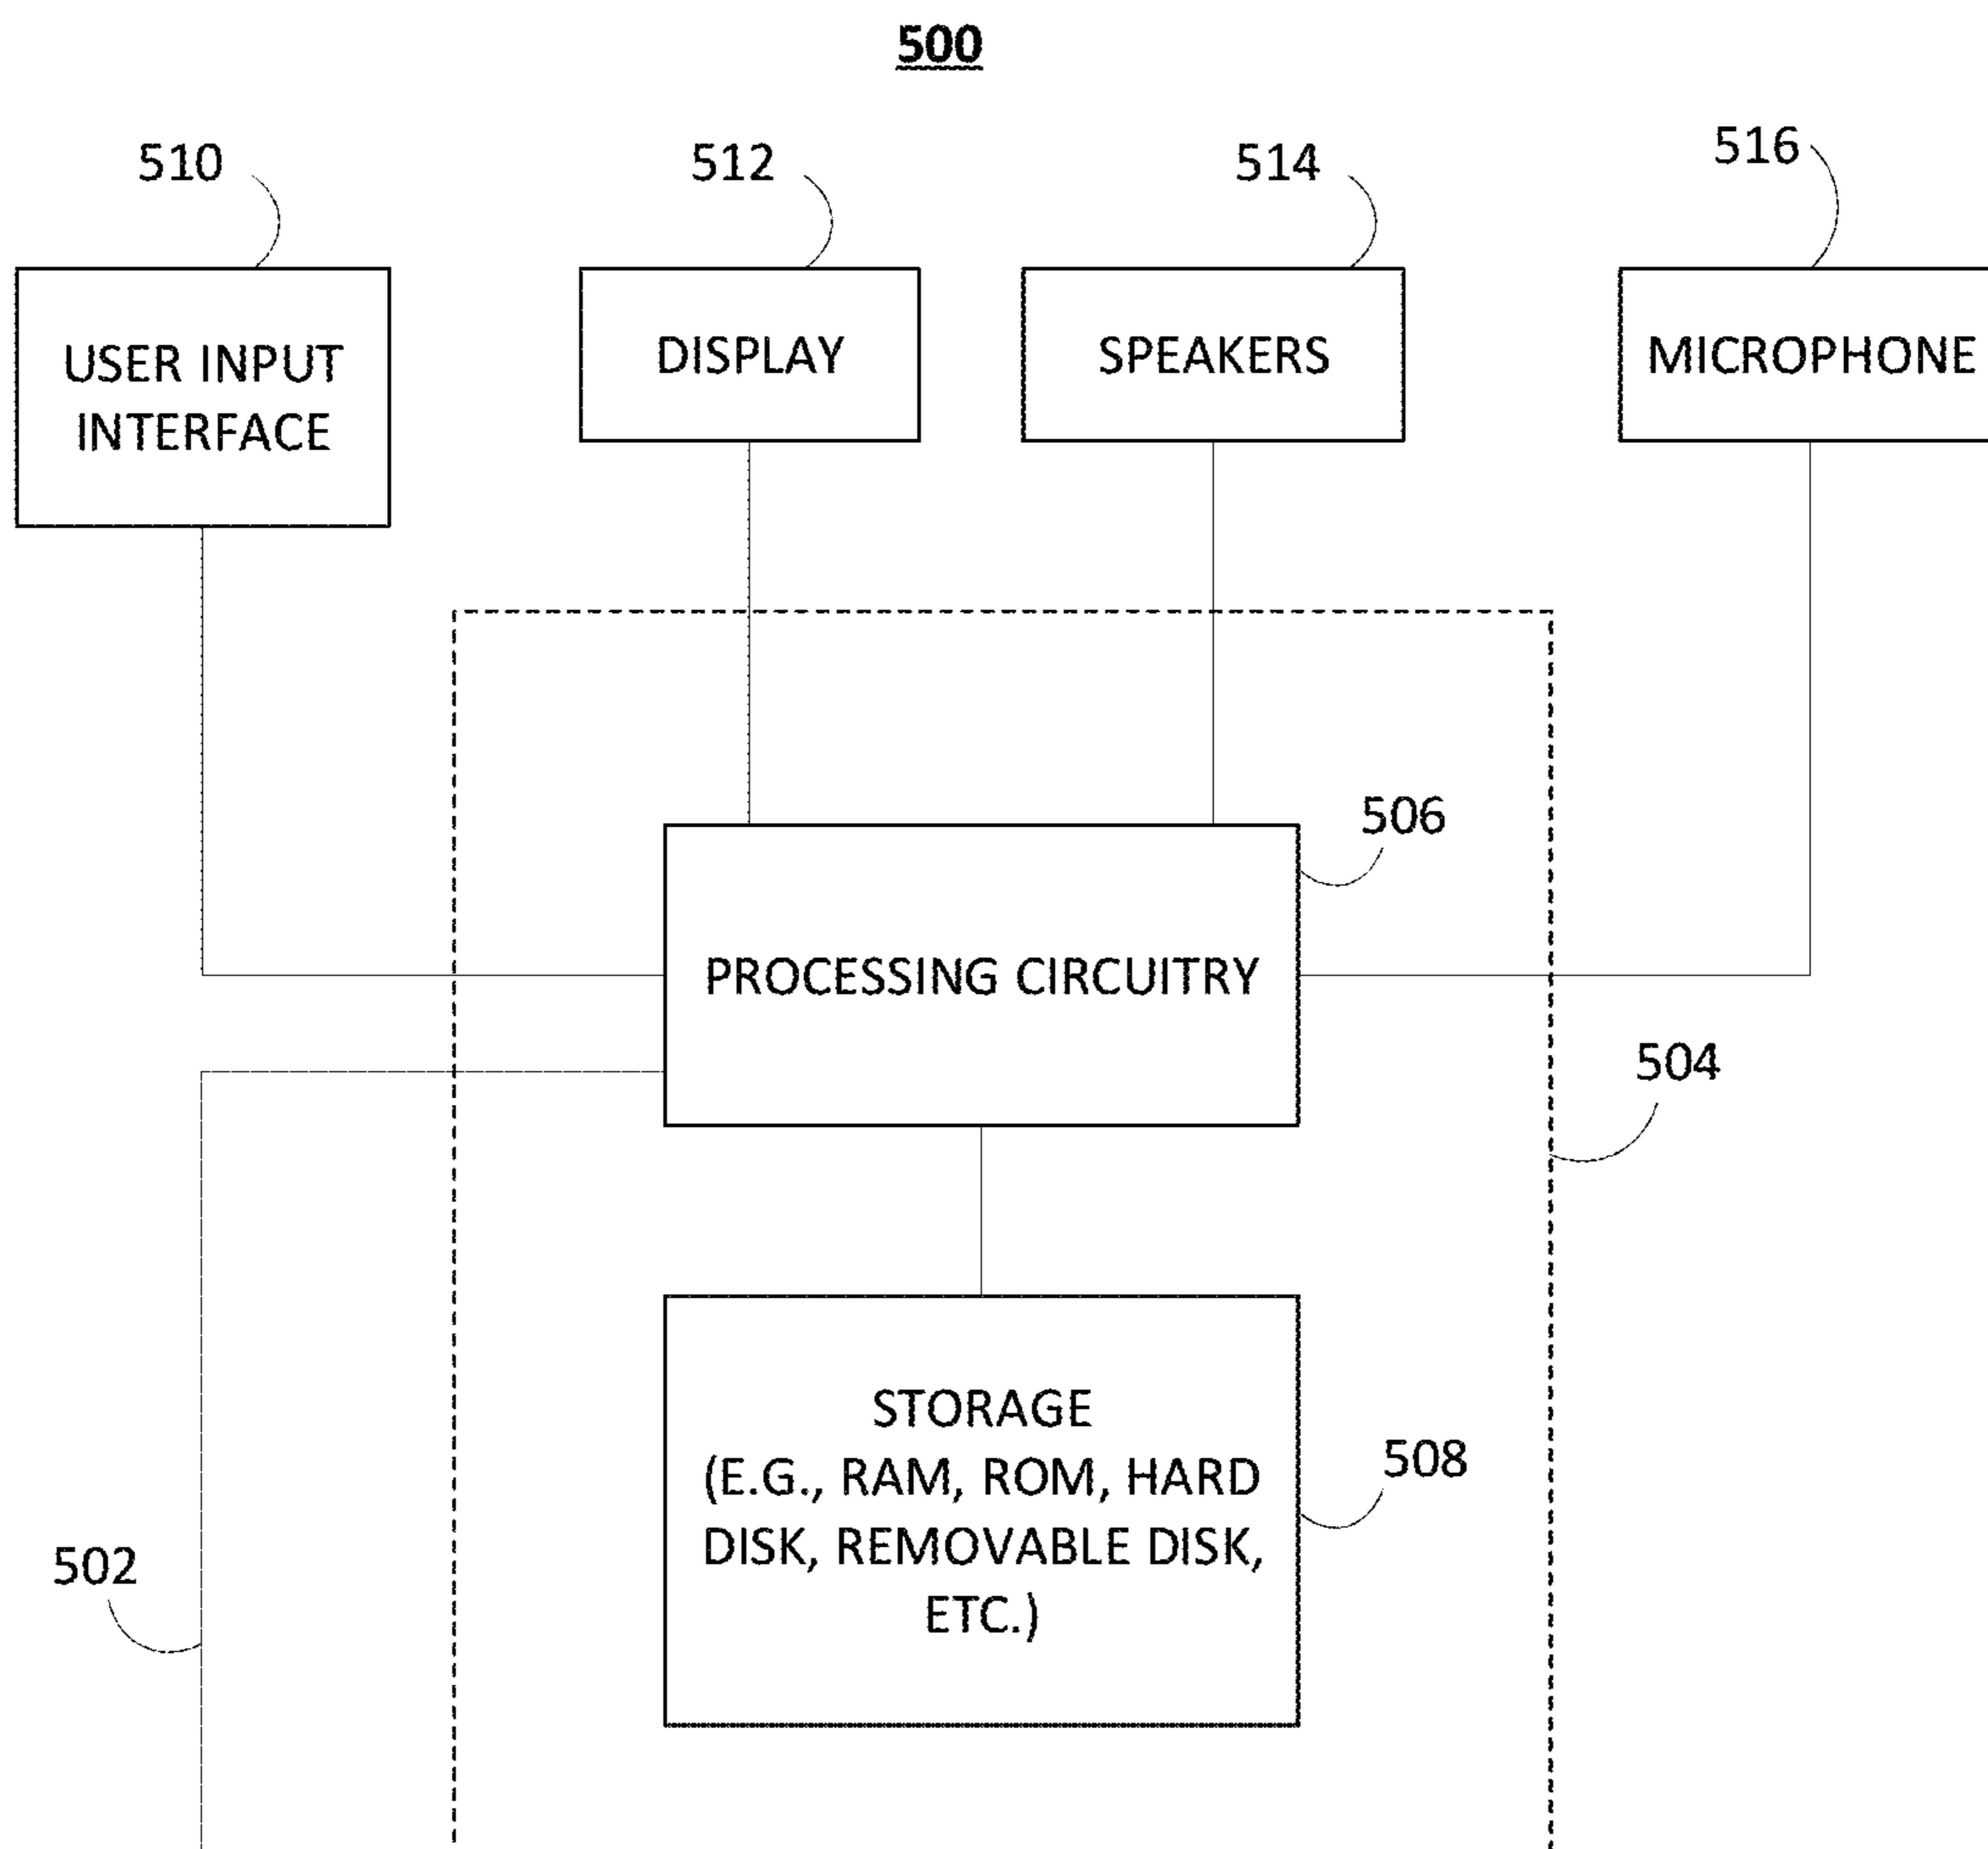 500
510
512
514
516
USER INPUT
INTERFACE
DISPLAY
SPEAKERS
MICROPHONE
506
PROCESSING CIRCUITRY
504
STORAGE
(E.G., RAM, ROM, HARD
DISK, REMOVABLE DISK,
ETC.)
508
502